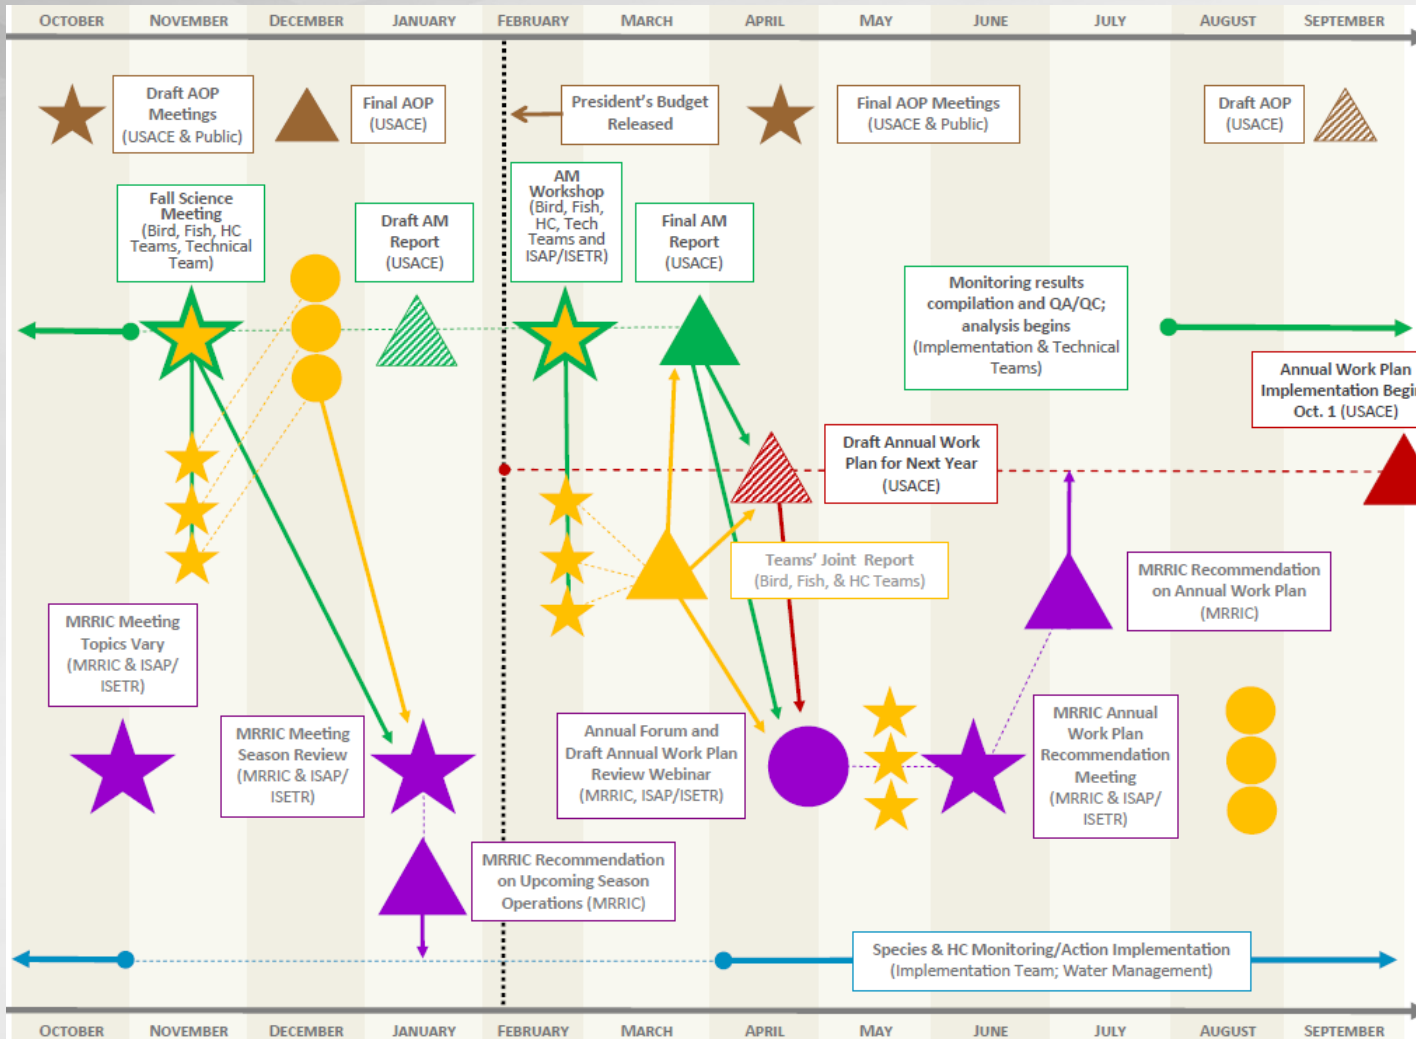 OCTOBER NOVEMBER DECEMBER JANUARY FEBRUARY MARCH APRIL MAY JUNE JULY AUGUST SEPTEMBER
Draft AOP
Meetings
(USACE & Public)
Final AOP
(USACE)
President's Budget
Released
Final AOP Meetings
(USACE & Public)
Draft AOP
(USACE)
Fall Science
Meeting
(Bird, Fish, HC
Teams, Technical
Team)
Draft AM
Report
(USACE)
AM
Workshop
(Bird, Fish,
HC, Tech
Teams and
ISAP/ISETR)
Final AM
Report
(USACE)
Monitoring results
compilation and QA/QC;
analysis begins
(Implementation & Technical
Teams)
Annual Work Plan
Implementation Begin
Oct. 1 (USACE)
Draft Annual Work
Plan for Next Year
(USACE)
Teams' Joint Report
(Bird, Fish, & HC Teams)
MRRIC Recommendation
on Annual Work Plan
(MRRIC)
MRRIC Meeting
Topics Vary
(MRRIC & ISAP/
ISETR)
MRRIC Meeting
Season Review
(MRRIC & ISAP/
ISETR)
Annual Forum and
Draft Annual Work Plan
Review Webinar
(MRRIC, ISAP/ISETR)
MRRIC Annual
Work Plan
Recommendation
Meeting
(MRRIC & ISAP/
ISETR)
MRRIC Recommendation
on Upcoming Season
Operations (MRRIC)
Species & HC Monitoring/Action Implementation
(Implementation Team; Water Management)
OCTOBER NOVEMBER DECEMBER JANUARY FEBRUARY MARCH APRIL MAY JUNE JULY AUGUST SEPTEMBER